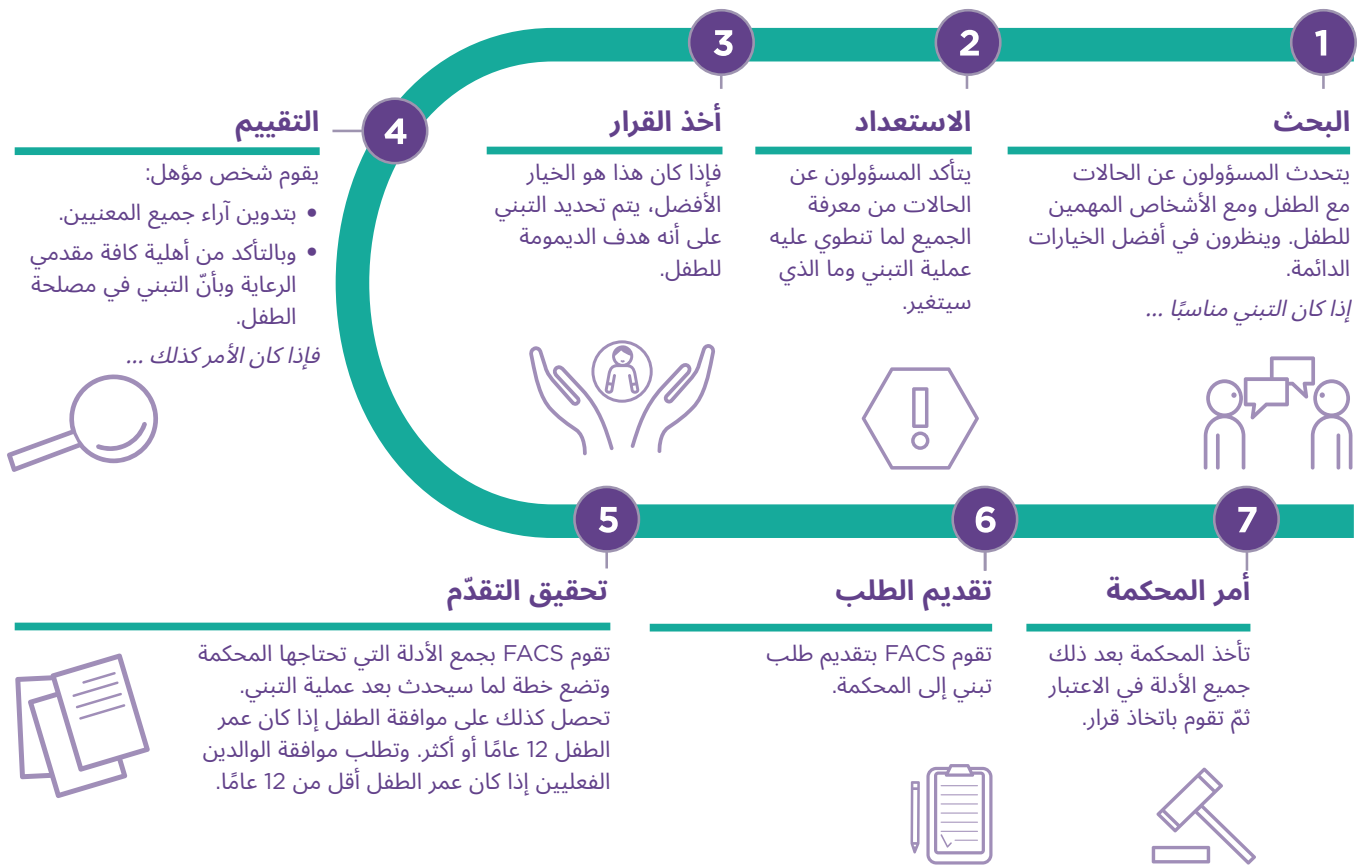 1
البحث
يتحدث المسؤولون عن الحالات
مع الطفل ومع الأشخاص المهمين
للطفل. وينظرون في أفضل الخيارات
الدائمة.
إذا كان التبني مناسبًا ...
2
الاستعداد
يتأكد المسؤولون عن
الحالات من معرفة
الجميع لما تنطوي عليه
عملية التبني وما الذي
سيتغير.
3
أخذ القرار
فإذا كان هذا هو الخيار
الأفضل، يتم تحديد التبني
على أنه هدف الديمومة
للطفل.
4
التقييم
يقوم شخص مؤهل:
• بتدوين آراء جميع المعنيين.
• وبالتأكد من أهلية كافة مقدمي
الرعاية وبأنّ التبني في مصلحة
الطفل.
فإذا كان الأمر كذلك ...
5
تحقيق التقدّم
تقوم FACS بجمع الأدلة التي تحتاجها المحكمة
وتضع خطة لما سيحدث بعد عملية التبني.
تحصل كذلك على موافقة الطفل إذا كان عمر
الطفل 12 عامًا أو أكثر. وتطلب موافقة الوالدين
الفعليين إذا كان عمر الطفل أقل من 12 عامًا.
6
تقديم الطلب
تقوم FACS بتقديم طلب
تبني إلى المحكمة.
7
أمر المحكمة
تأخذ المحكمة بعد ذلك
جميع الأدلة في الاعتبار
ثمّ تقوم باتخاذ قرار.